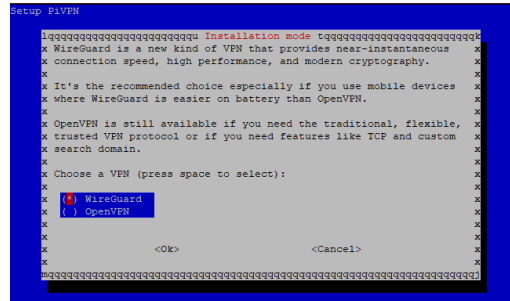 Setup PiVPN
lqqqqqqqqqqqqqqqqqqqqqqqu Installation mode tqqqqqqqqqqqqqqqqqqqqqqqqk
x WireGuard is a new kind of VPN that provides near-instantaneous x
x connection speed, high performance, and modern cryptography. x
x x
x It's the recommended choice especially if you use mobile devices x
x where WireGuard is easier on battery than OpenVPN. x
x x
x OpenVPN is still available if you need the traditional, flexible, x
x trusted VPN protocol or if you need features like TCP and custom x
x search domain. x
x x
x Choose a VPN (press space to select): x
x x
x (*) WireGuard x
x ( ) OpenVPN x
x x
x x
x <Ok> <Cancel> x
x x
mqqqqqqqqqqqqqqqqqqqqqqqqqqqqqqqqqqqqqqqqqqqqqqqqqqqqqqqqqqqqqqqqqqqqj